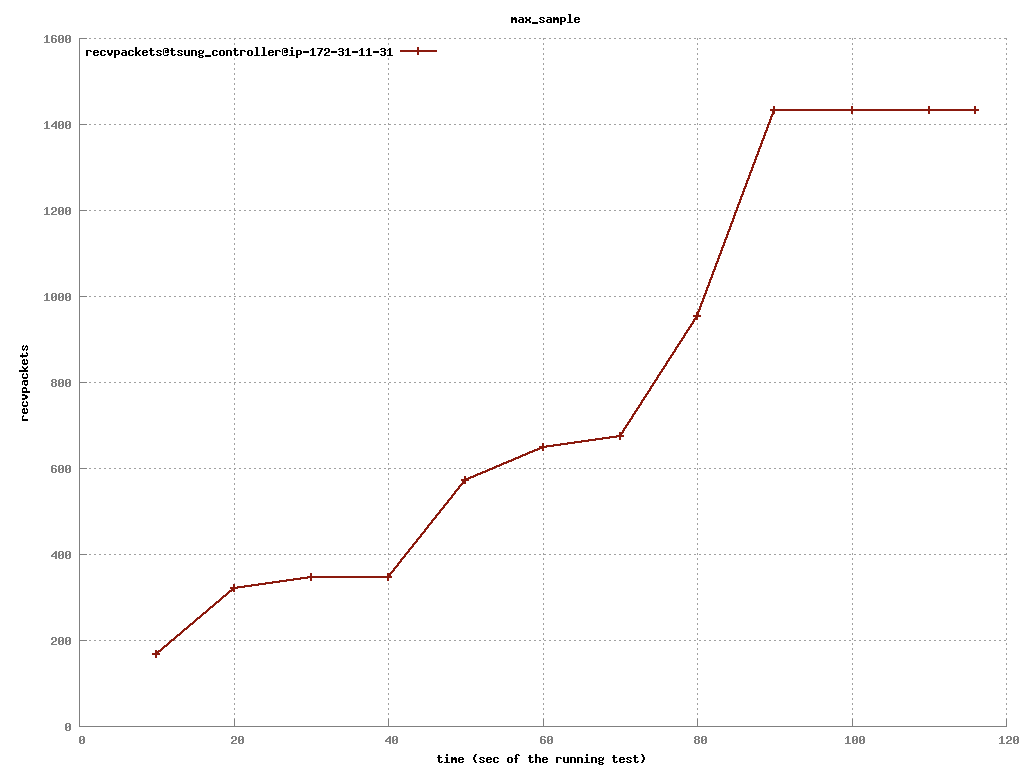 max_sample
1600
recvpackets@tsung_controller@ip-172-31-11-31
1400
1200
1000
800
recvpackets
600
400
200
0
0 20 40 60 80 100 120
time (sec of the running test)